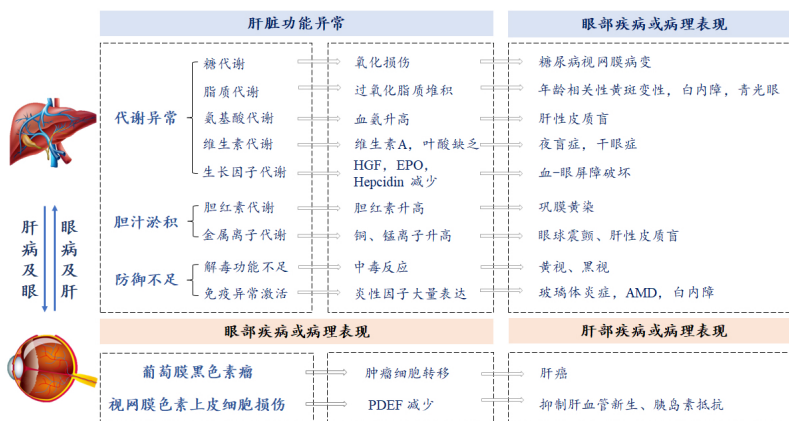 肝脏功能异常
眼部疾病或病理表现
代谢异常
糖代谢
氧化损伤
糖尿病视网膜病变
脂质代谢
过氧化脂质堆积
年龄相关性黄斑变性，白内障，青光眼
氨基酸代谢
血氨升高
肝性皮质盲
维生素代谢
维生素A，叶酸缺乏
夜盲症，干眼症
生长因子代谢
HGF，EPO，
Hepcidin 减少
血-眼屏障破坏
胆汁淤积
胆红素代谢
胆红素升高
巩膜黄染
金属离子代谢
铜、锰离子升高
眼球震颤、肝性皮质盲
防御不足
解毒功能不足
中毒反应
黄视、黑视
免疫异常激活
炎性因子大量表达
玻璃体炎症，AMD，白内障
肝病及眼
眼病及肝
眼部疾病或病理表现
肝部疾病或病理表现
葡萄膜黑色素瘤
肿瘤细胞转移
肝癌
视网膜色素上皮细胞损伤
PDEF 减少
抑制肝血管新生、胰岛素抵抗